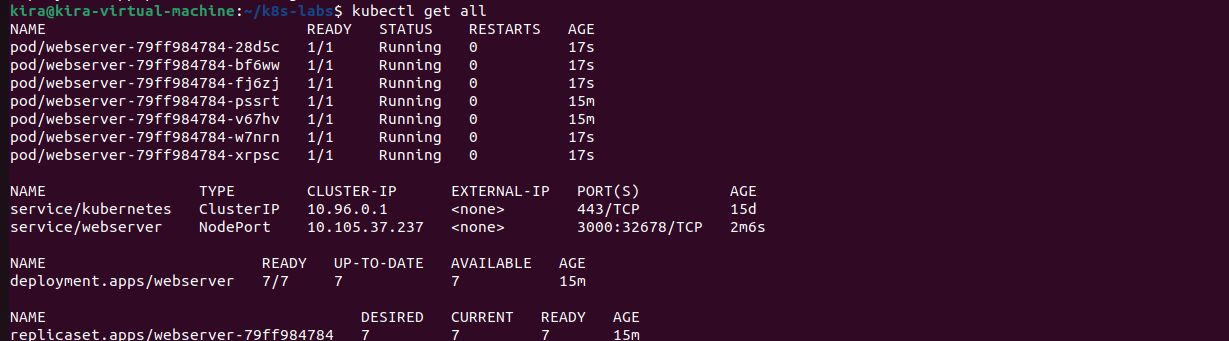 kira@kira-virtual-machine:~/k8s-labs$ kubectl get all
NAME READY STATUS RESTARTS AGE
pod/webserver-79ff984784-28d5c 1/1 Running 0 17s
pod/webserver-79ff984784-bf6ww 1/1 Running 0 17s
pod/webserver-79ff984784-fj6zj 1/1 Running 0 17s
pod/webserver-79ff984784-pssrt 1/1 Running 0 15m
pod/webserver-79ff984784-v67hv 1/1 Running 0 15m
pod/webserver-79ff984784-w7nrn 1/1 Running 0 17s
pod/webserver-79ff984784-xrpsc 1/1 Running 0 17s
NAME TYPE CLUSTER-IP EXTERNAL-IP PORT(S) AGE
service/kubernetes ClusterIP 10.96.0.1 <none> 443/TCP 15d
service/webserver NodePort 10.105.37.237 <none> 3000:32678/TCP 2m6s
NAME READY UP-TO-DATE AVAILABLE AGE
deployment.apps/webserver 7/7 7 7 15m
NAME DESIRED CURRENT READY AGE
replicaset.apps/webserver-79ff984784 7 7 7 15m